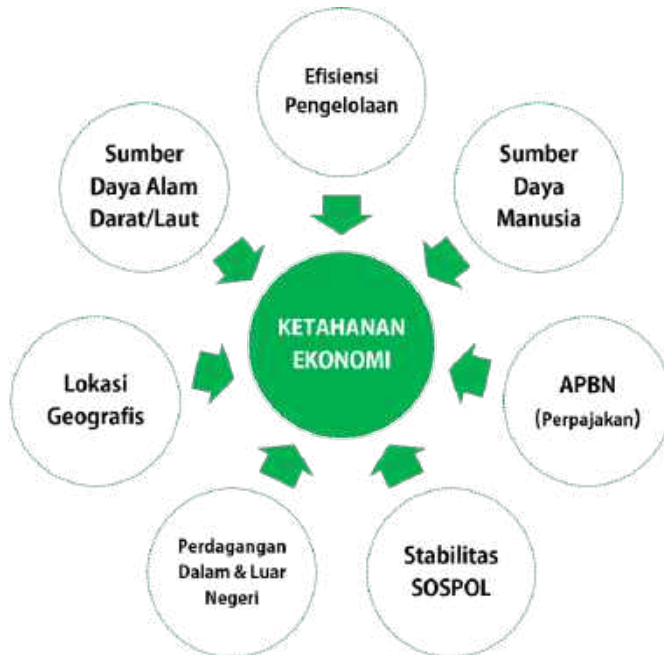 Efisiensi
Pengelolaan
Sumber
Daya Alam
Darat/Laut
Sumber
Daya
Manusia
KETAHANAN
EKONOMI
Lokasi
Geografis
APBN
(Perpajakan)
Perdagangan
Dalam & Luar
Negeri
Stabilitas
SOSPOL